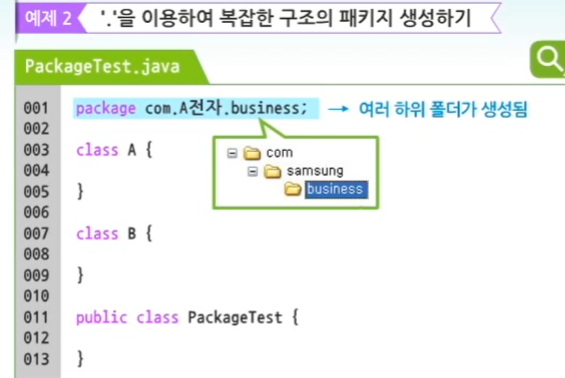 예제 2 '.'을 이용하여 복잡한 구조의 패키지 생성하기
PackageTest.java
001 package com.A전자.business; → 여러 하위 폴더가 생성됨
002
003 class A {
004
005 }
006
007 class B {
008
009 }
010
011 public class PackageTest {
012
013 }
com
samsung
business